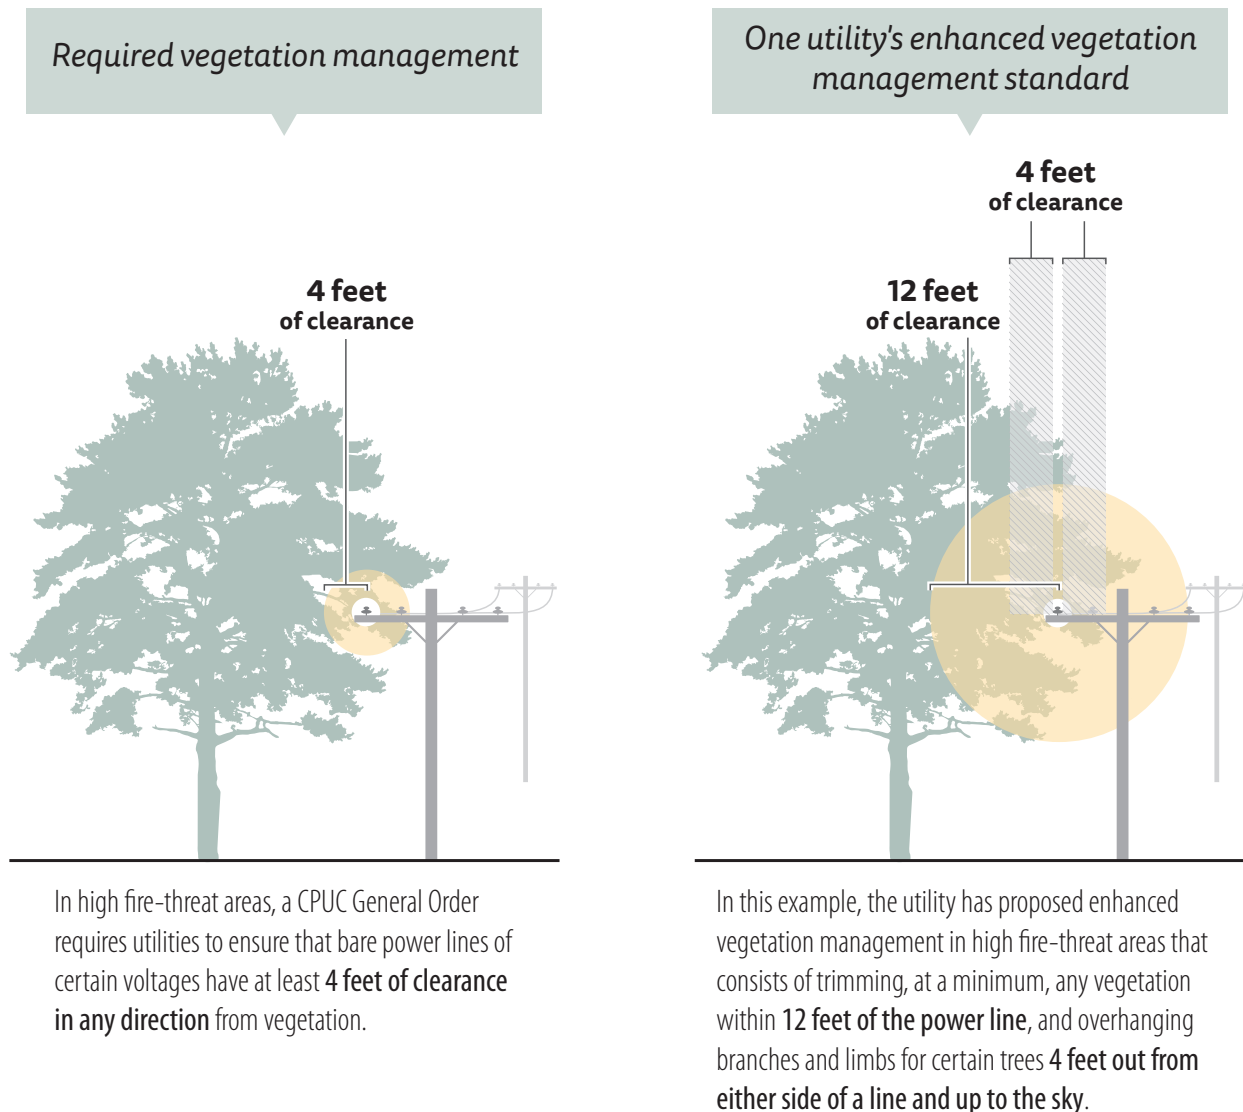 Required vegetation management
4 feet
of clearance
In high fire-threat areas, a CPUC General Order
requires utilities to ensure that bare power lines of
certain voltages have at least 4 feet of clearance
in any direction from vegetation.
One utility's enhanced vegetation
management standard
4 feet
of clearance
12 feet
of clearance
In this example, the utility has proposed enhanced
vegetation management in high fire-threat areas that
consists of trimming, at a minimum, any vegetation
within 12 feet of the power line, and overhanging
branches and limbs for certain trees 4 feet out from
either side of a line and up to the sky.